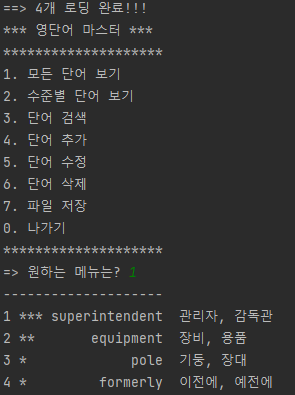 ==> 4개 로딩 완료!!!
*** 영단어 마스터 ***
********************
1. 모든 단어 보기
2. 수준별 단어 보기
3. 단어 검색
4. 단어 추가
5. 단어 수정
6. 단어 삭제
7. 파일 저장
0. 나가기
********************
=> 원하는 메뉴는? 1
--------------------
1 *** superintendent  관리자, 감독관
2 **       equipment  장비, 용품
3 *             pole  기둥, 장대
4 *         formerly  이전에, 예전에